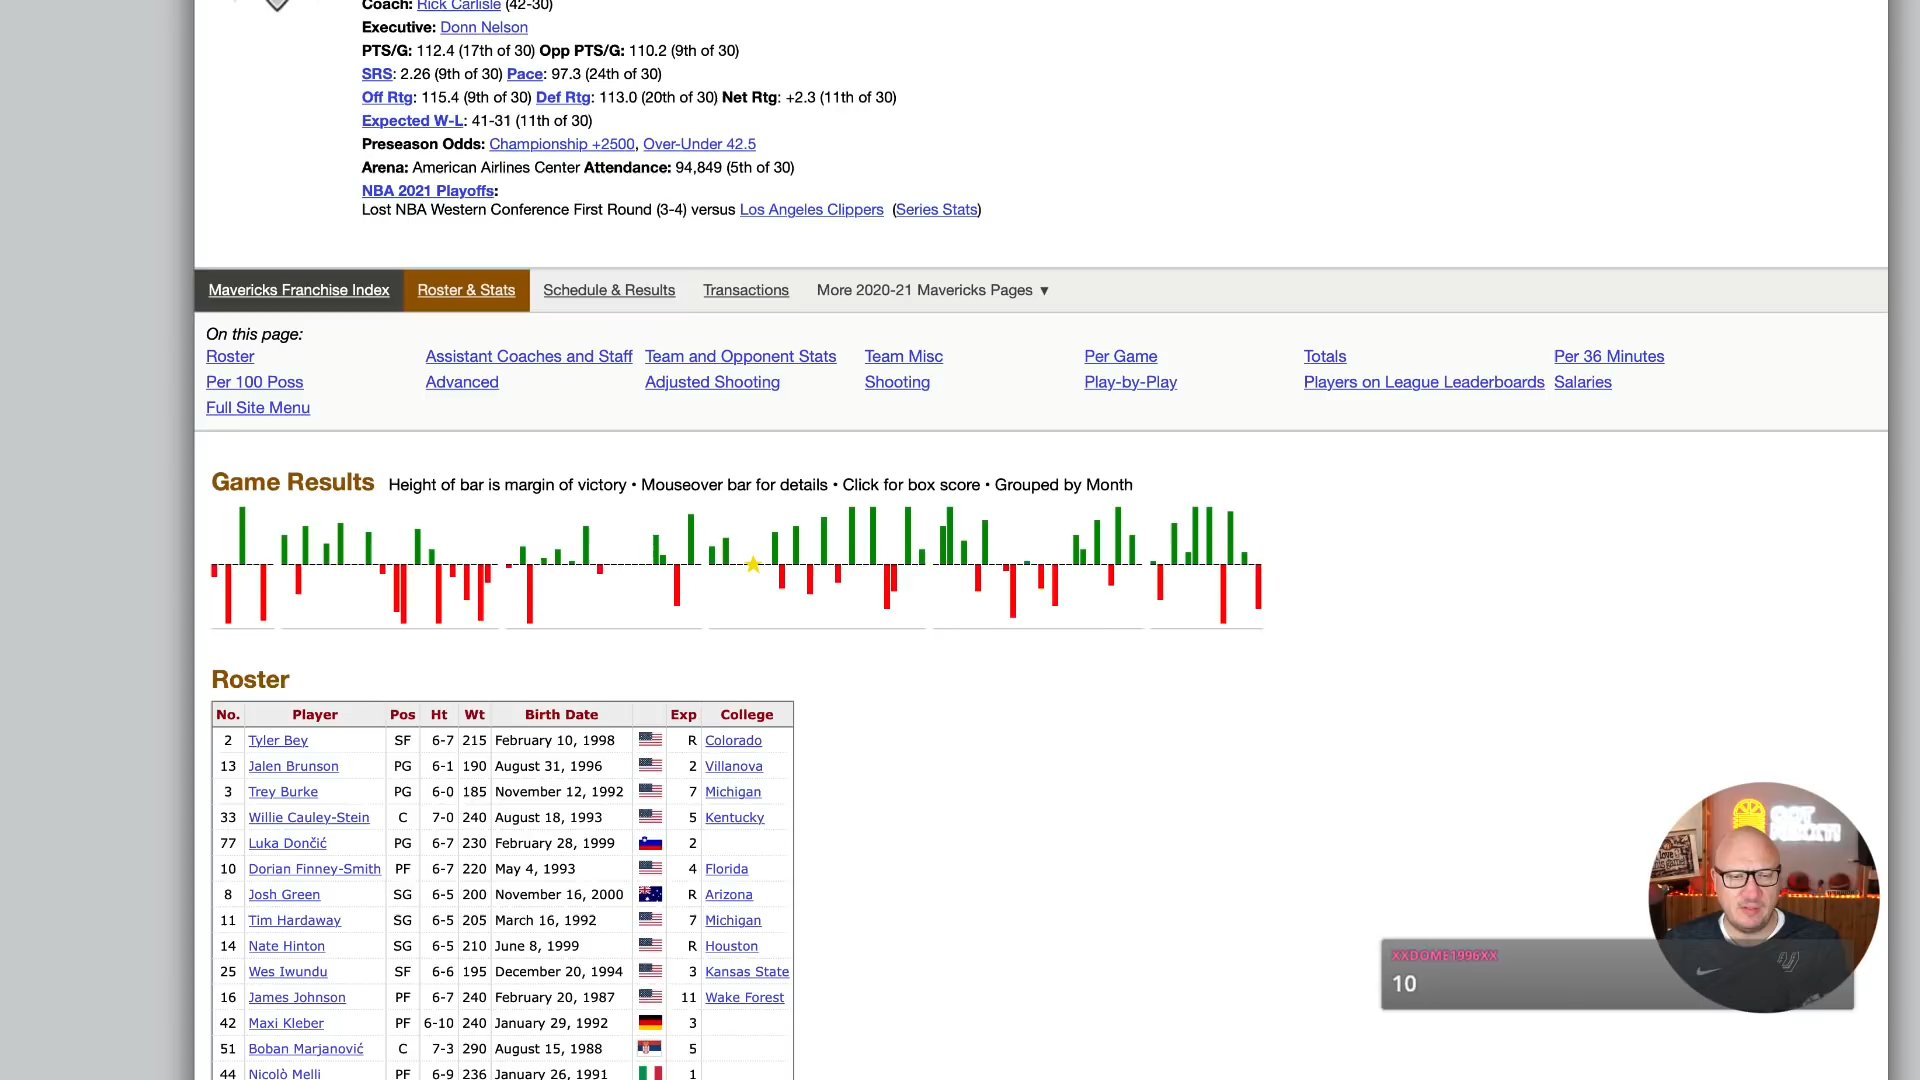 Coach: Rick Carlisle (42-30)
Executive: Donn Nelson
PTS/G: 112.4 (17th of 30) Opp PTS/G: 110.2 (9th of 30)
SRS: 2.26 (9th of 30) Pace: 97.3 (24th of 30)
Off Rtg: 115.4 (9th of 30) Def Rtg: 113.0 (20th of 30) Net Rtg: +2.3 (11th of 30)
Expected W-L: 41-31 (11th of 30)
Preseason Odds: Championship +2500, Over-Under 42.5
Arena: American Airlines Center Attendance: 94,849 (5th of 30)
NBA 2021 Playoffs:
Lost NBA Western Conference First Round (3-4) versus Los Angeles Clippers (Series Stats)
Mavericks Franchise Index Roster & Stats Schedule & Results Transactions More 2020-21 Mavericks Pages ▼
On this page:
Roster Assistant Coaches and Staff Team and Opponent Stats Team Misc Per Game Totals Per 36 Minutes
Per 100 Poss Advanced Adjusted Shooting Shooting Play-by-Play Players on League Leaderboards Salaries
Full Site Menu
Game Results Height of bar is margin of victory • Mouseover bar for details • Click for box score • Grouped by Month
Roster
No. Player Pos Ht Wt Birth Date Exp College
2 Tyler Bey SF 6-7 215 February 10, 1998 R Colorado
13 Jalen Brunson PG 6-1 190 August 31, 1996 2 Villanova
3 Trey Burke PG 6-0 185 November 12, 1992 7 Michigan
33 Willie Cauley-Stein C 7-0 240 August 18, 1993 5 Kentucky
77 Luka Dončić PG 6-7 230 February 28, 1999 2
10 Dorian Finney-Smith PF 6-7 220 May 4, 1993 4 Florida
8 Josh Green SG 6-5 200 November 16, 2000 R Arizona
11 Tim Hardaway SG 6-5 205 March 16, 1992 7 Michigan
14 Nate Hinton SG 6-5 210 June 8, 1999 R Houston
25 Wes Iwundu SF 6-6 195 December 20, 1994 3 Kansas State
16 James Johnson PF 6-7 240 February 20, 1987 11 Wake Forest
42 Maxi Kleber PF 6-10 240 January 29, 1992 3
51 Boban Marjanović C 7-3 290 August 15, 1988 5
44 Nicolò Melli PF 6-9 236 January 26, 1991 1
XXDOME1996XX
10